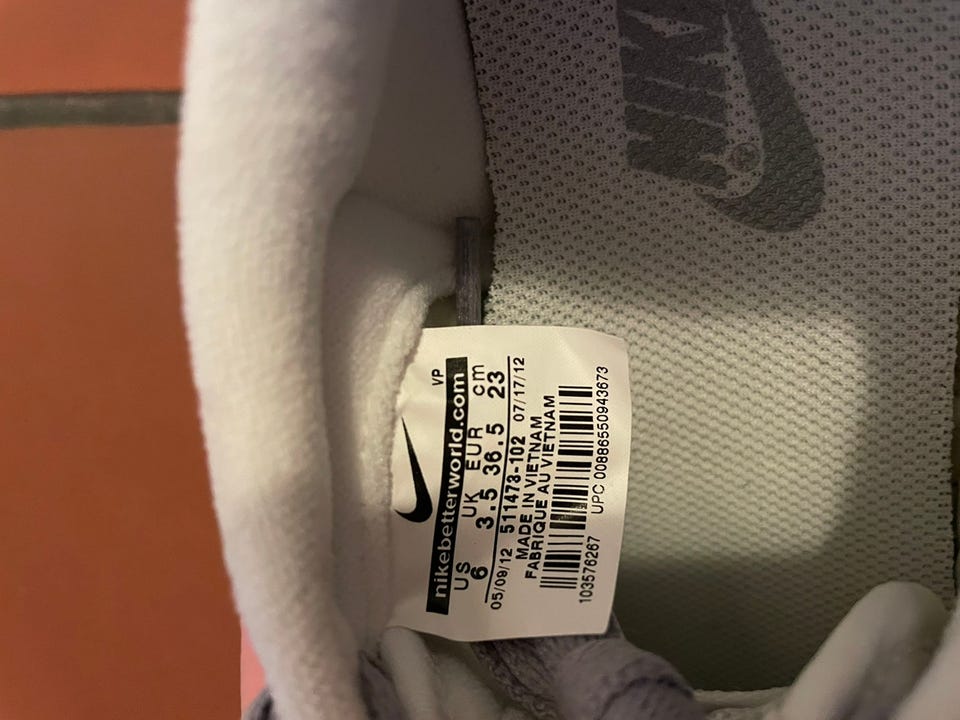 NIKE
VP
nikebetterworld.com
US UK EUR cm
6 3.5 36.5 23
05/09/12 511473-102 07/17/12
MADE IN VIETNAM
FABRIQUE AU VIETNAM
103576267 UPC 00886550943673